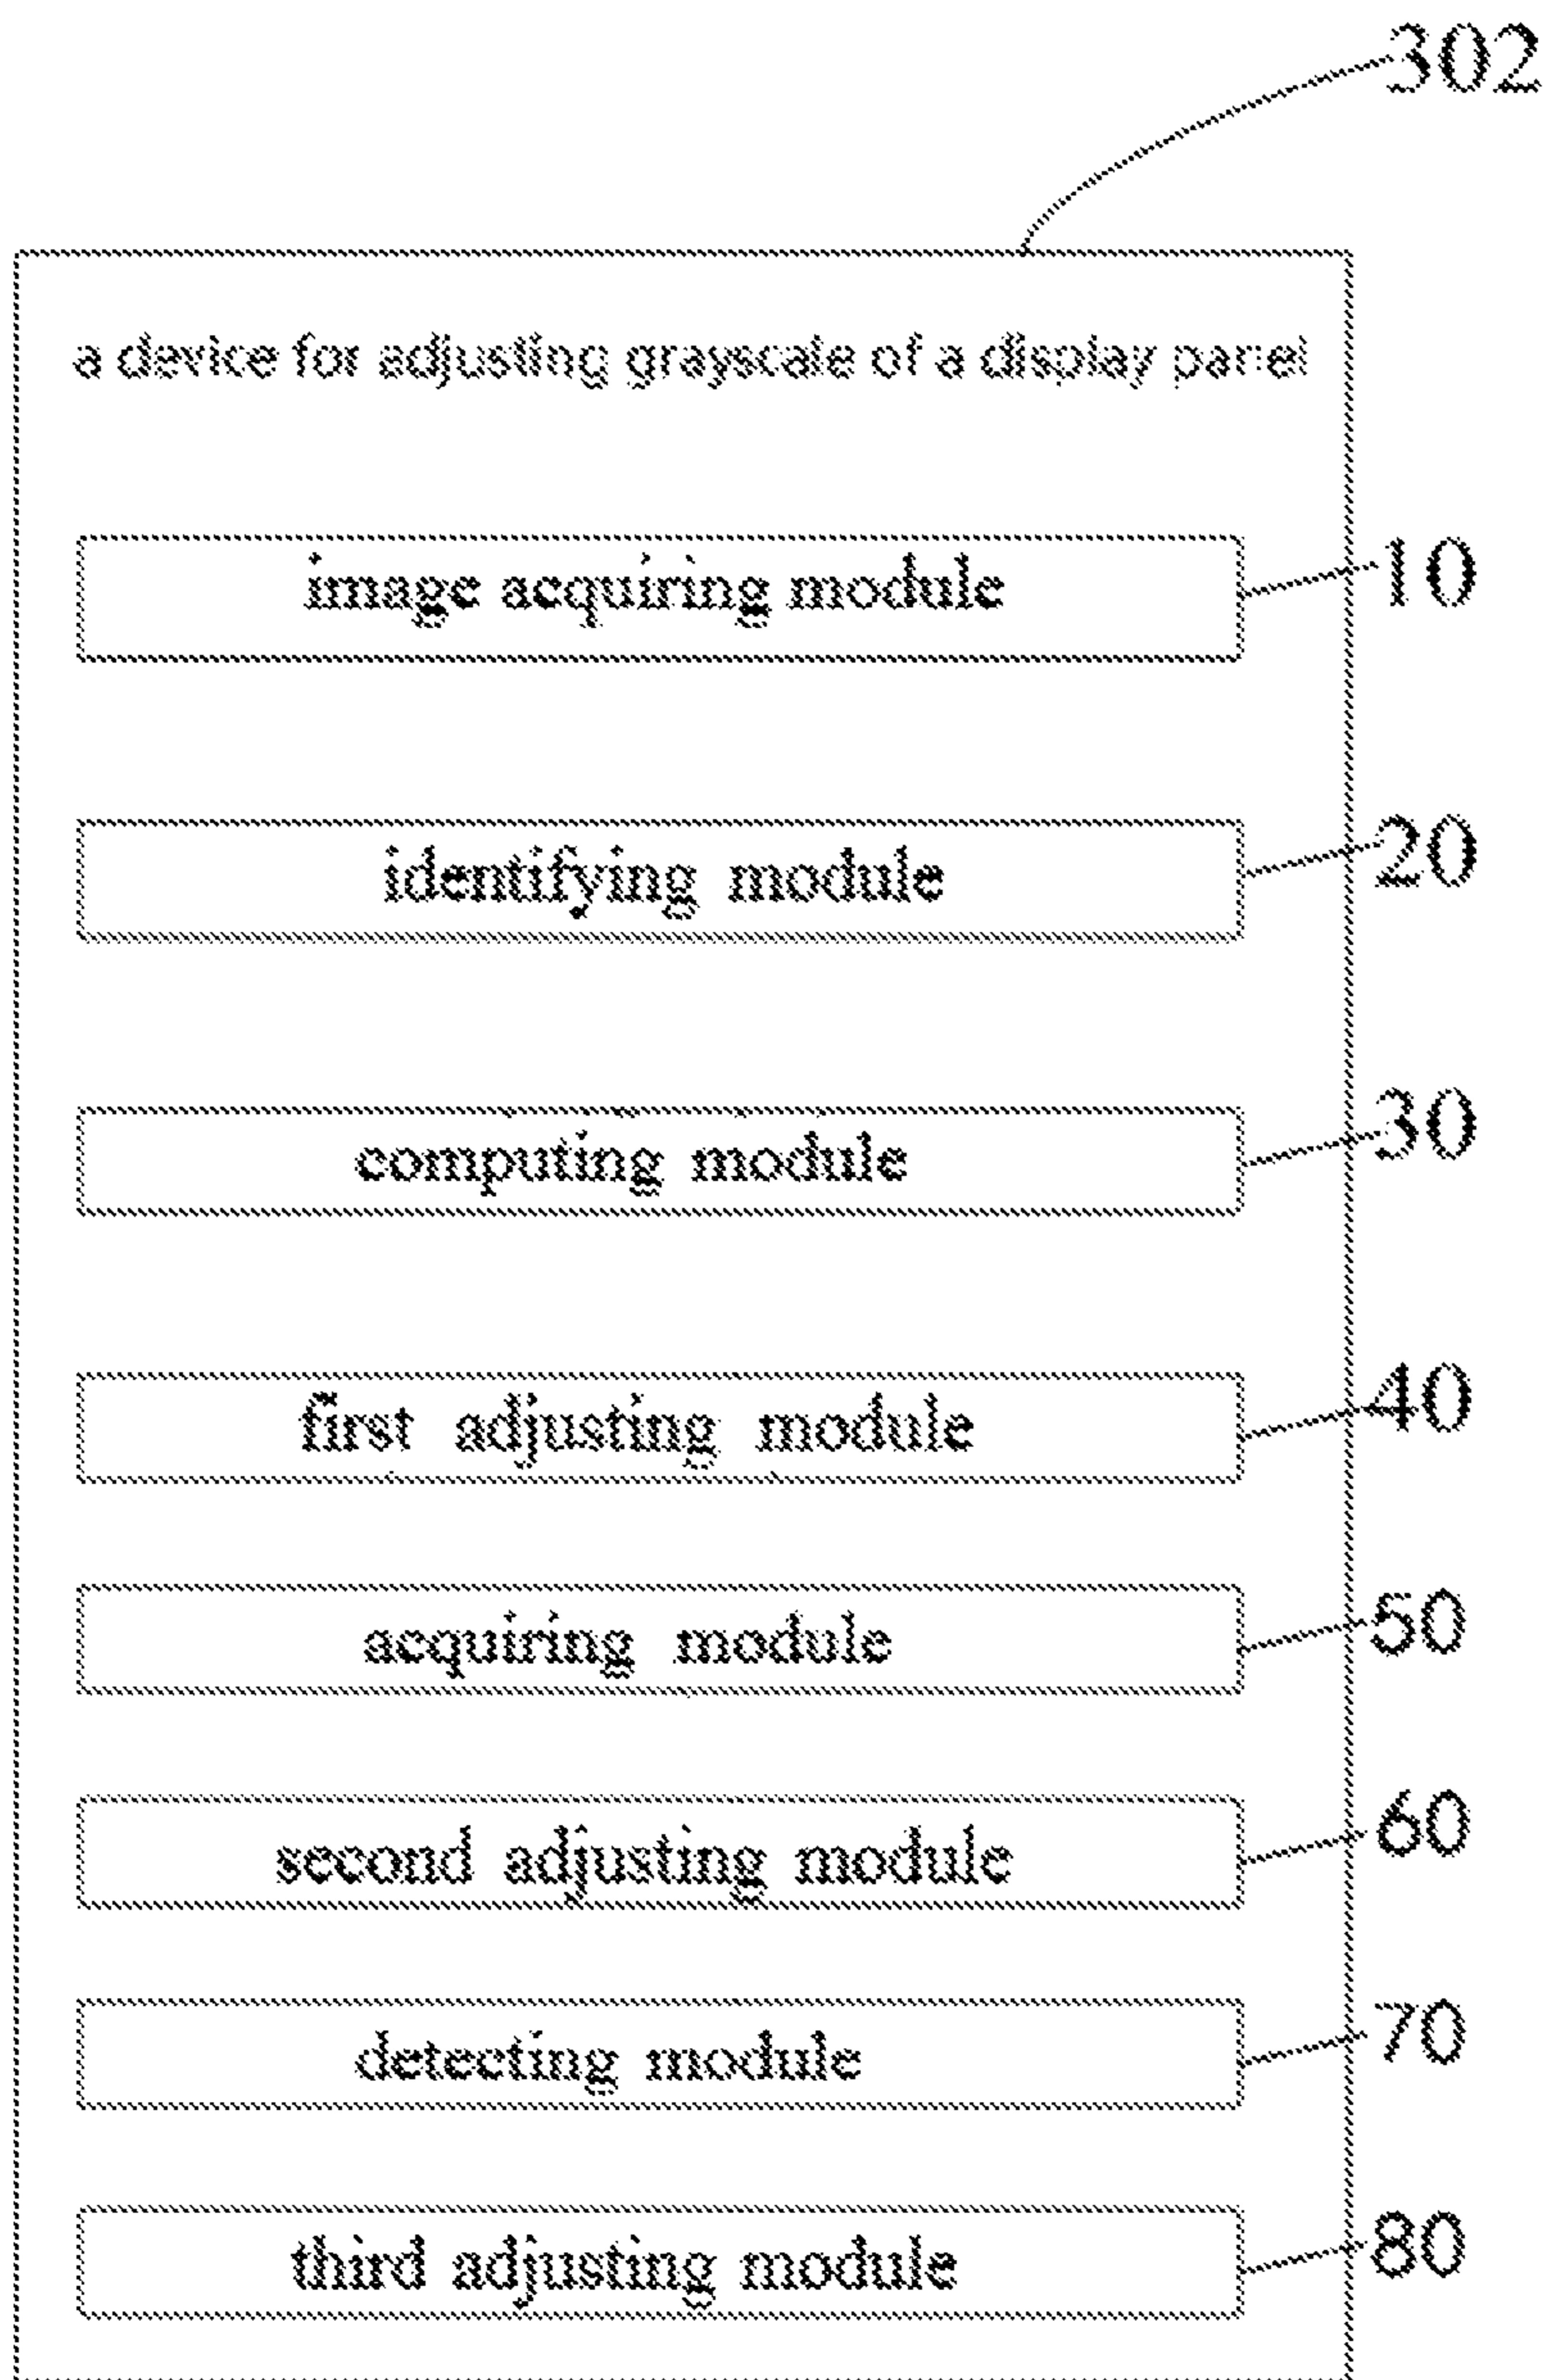 302
a device for adjusting grayscale of a display panel
image acquiring module 10
identifying module 20
computing module 30
first adjusting module 40
acquiring module 50
second adjusting module 60
detecting module 70
third adjusting module 80